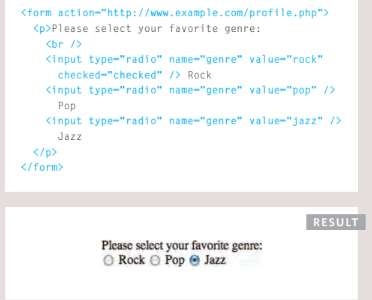 <form action="http://www.example.com/profile.php">
<p>Please select your favorite genre:
<br />
<input type="radio" name="genre" value="rock"
checked="checked" /> Rock
<input type="radio" name="genre" value="pop" />
Pop
<input type="radio" name="genre" value="jazz" />
Jazz
</p>
</form>
RESULT
Please select your favorite genre:
Rock Pop Jazz